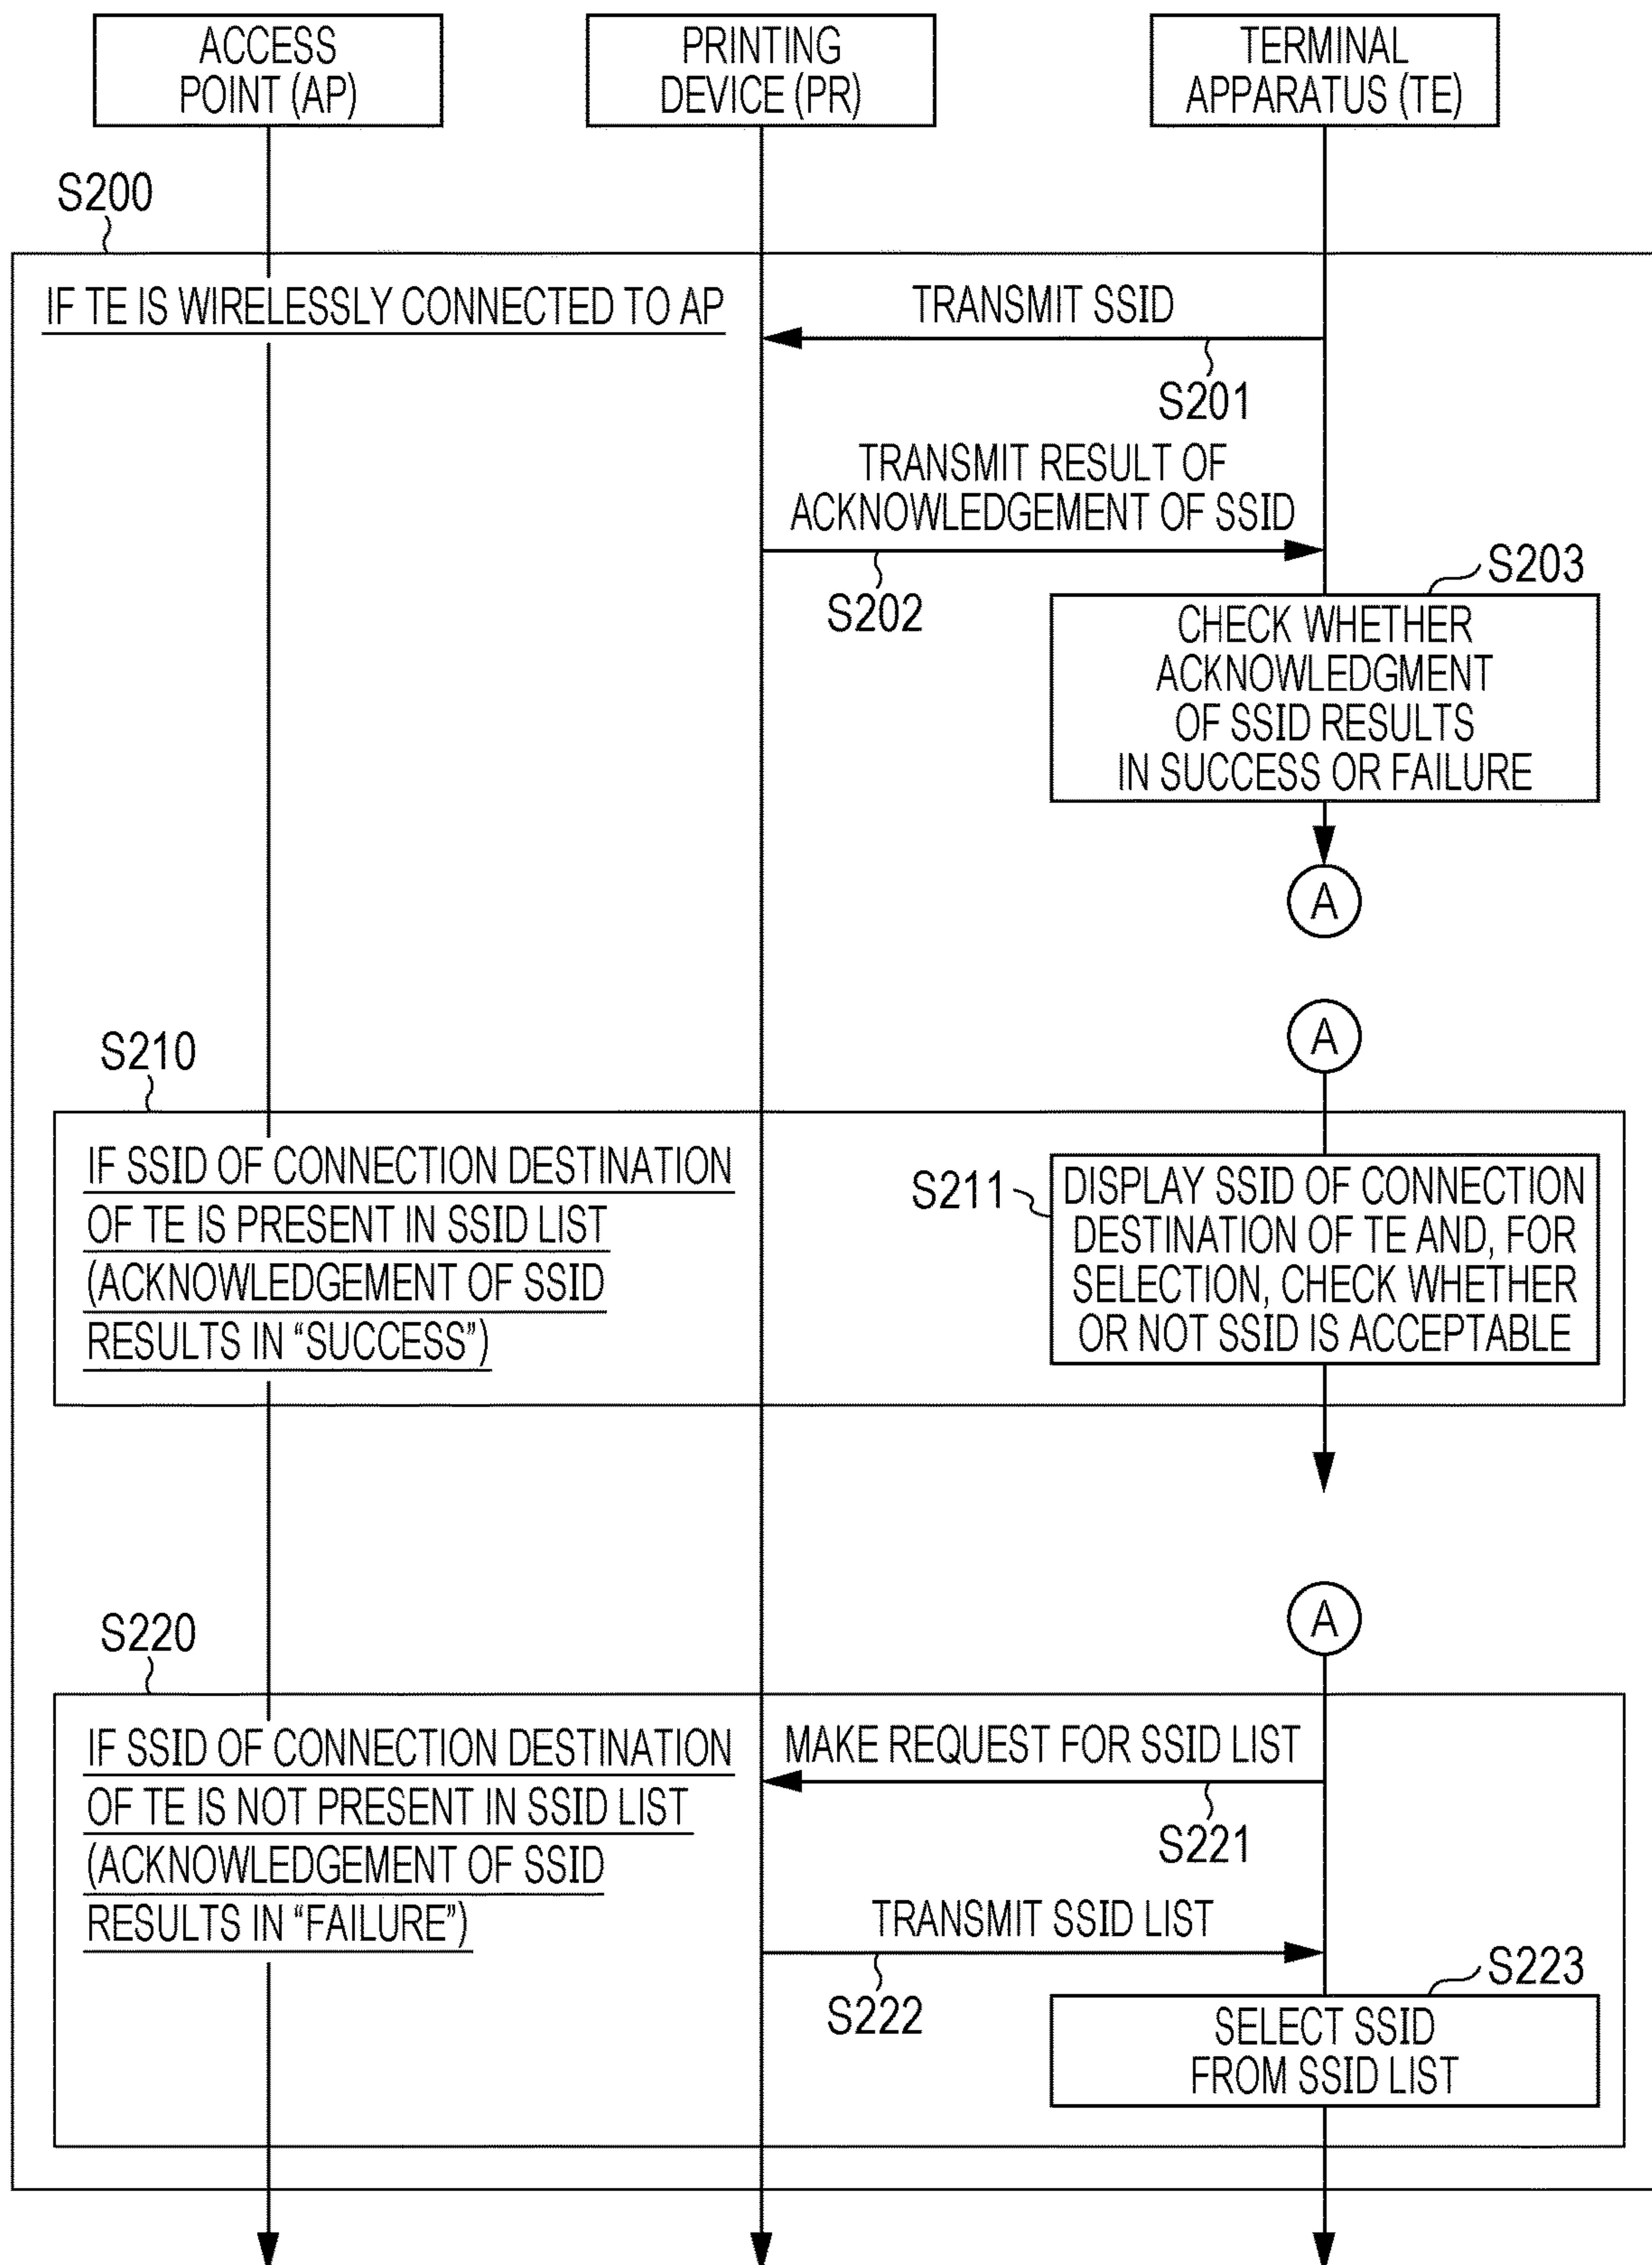 ACCESS
POINT (AP)
PRINTING
DEVICE (PR)
TERMINAL
APPARATUS (TE)
S200
IF TE IS WIRELESSLY CONNECTED TO AP
TRANSMIT SSID
S201
TRANSMIT RESULT OF
ACKNOWLEDGEMENT OF SSID
S202
S203
CHECK WHETHER
ACKNOWLEDGMENT
OF SSID RESULTS
IN SUCCESS OR FAILURE
A
A
S210
IF SSID OF CONNECTION DESTINATION
OF TE IS PRESENT IN SSID LIST
(ACKNOWLEDGEMENT OF SSID
RESULTS IN “SUCCESS”)
S211
DISPLAY SSID OF CONNECTION
DESTINATION OF TE AND, FOR
SELECTION, CHECK WHETHER
OR NOT SSID IS ACCEPTABLE
A
S220
IF SSID OF CONNECTION DESTINATION
OF TE IS NOT PRESENT IN SSID LIST
(ACKNOWLEDGEMENT OF SSID
RESULTS IN “FAILURE”)
MAKE REQUEST FOR SSID LIST
S221
TRANSMIT SSID LIST
S222
S223
SELECT SSID
FROM SSID LIST